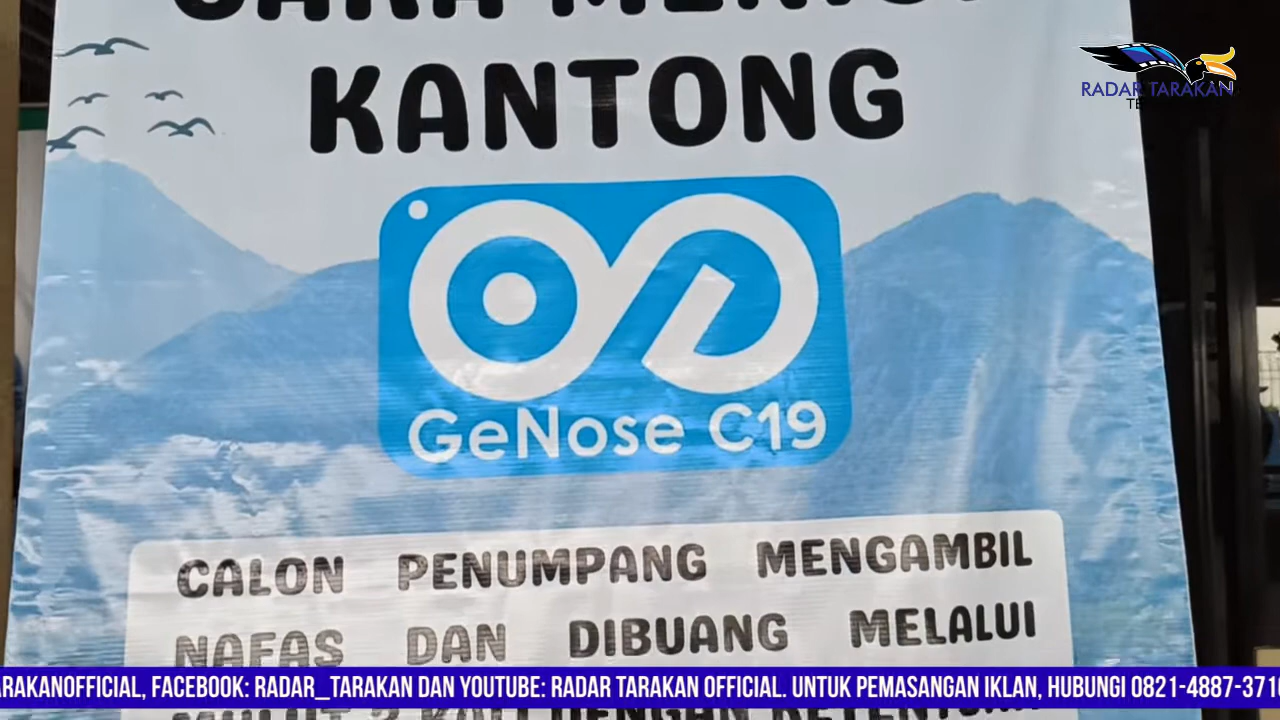 KANTONG
RADAR TARAKAN
GeNose C19
CALON PENUMPANG MENGAMBIL
NAFAS DAN DIBUANG MELALUI
ARAKANOFFICIAL, FACEBOOK: RADAR_TARAKAN DAN YOUTUBE: RADAR TARAKAN OFFICIAL. UNTUK PEMASANGAN IKLAN, HUBUNGI 0821-4887-371